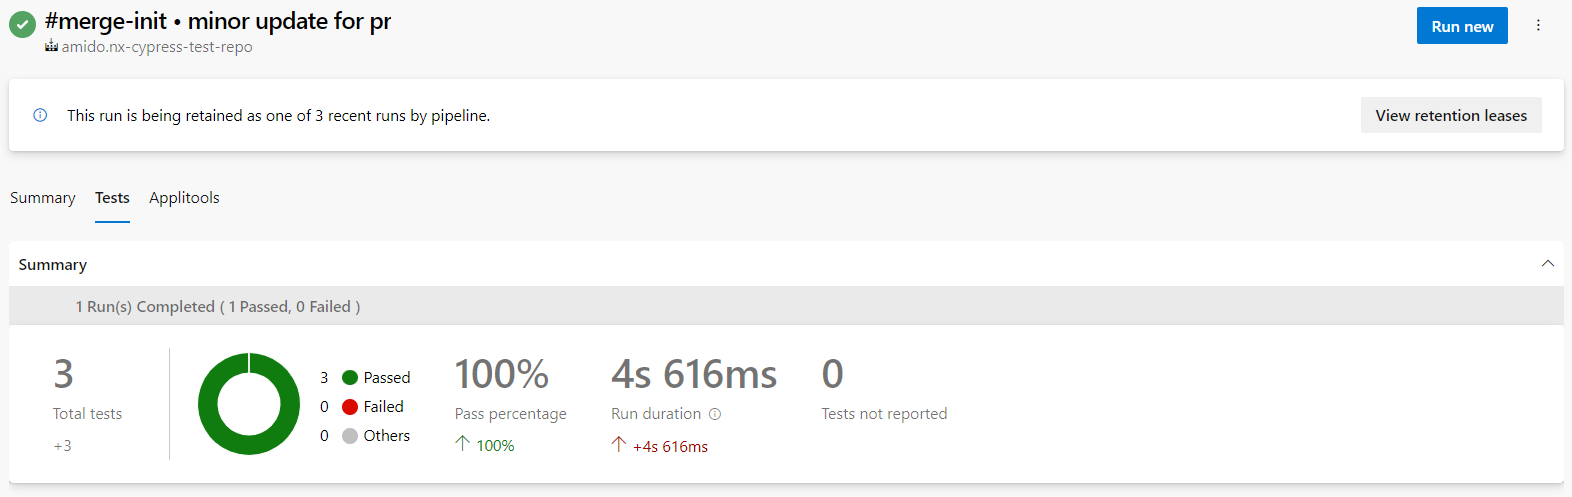 #merge-init • minor update for pr
amido.nx-cypress-test-repo
Run new
This run is being retained as one of 3 recent runs by pipeline.
View retention leases
Summary Tests Applitools
Summary
1 Run(s) Completed ( 1 Passed, 0 Failed )
3
Total tests
+3
3 Passed
0 Failed
0 Others
100%
Pass percentage
100%
4s 616ms
Run duration
+4s 616ms
0
Tests not reported